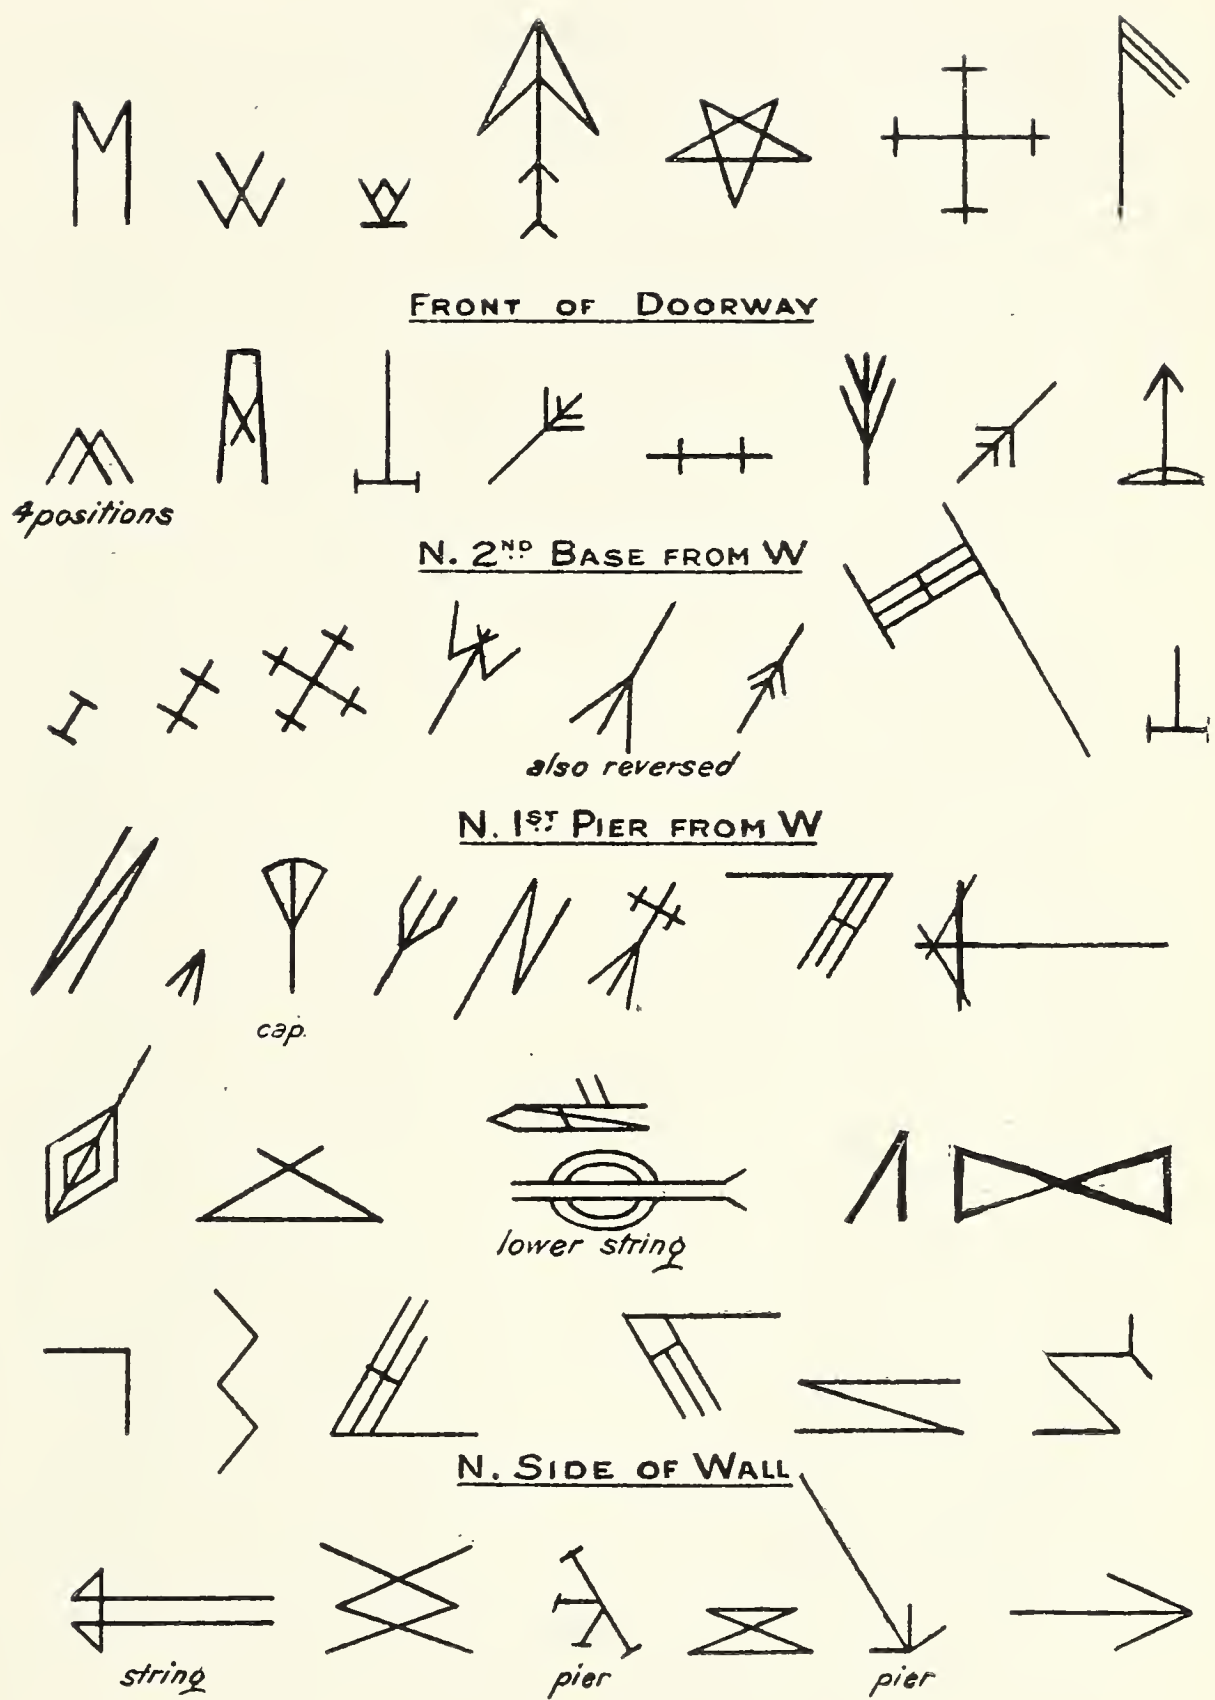 FRONT OF DOORWAY
4 positions
N. 2ND BASE FROM W
also reversed
N. 1ST PIER FROM W
cap.
lower string
N. SIDE OF WALL
string
pier
pier